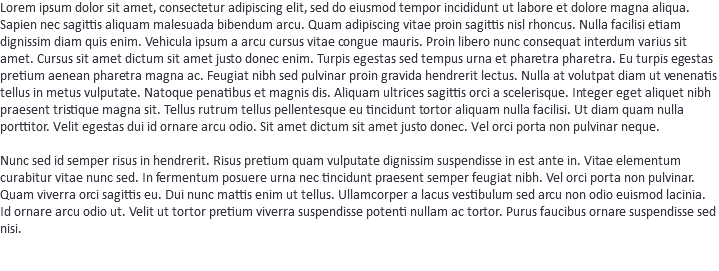 Lorem ipsum dolor sit amet, consectetur adipiscing elit, sed do eiusmod tempor incididunt ut labore et dolore magna aliqua.
Sapien nec sagittis aliquam malesuada bibendum arcu. Quam adipiscing vitae proin sagittis nisl rhoncus. Nulla facilisi etiam
dignissim diam quis enim. Vehicula ipsum a arcu cursus vitae congue mauris. Proin libero nunc consequat interdum varius sit
amet. Cursus sit amet dictum sit amet justo donec enim. Turpis egestas sed tempus urna et pharetra pharetra. Eu turpis egestas
pretium aenean pharetra magna ac. Feugiat nibh sed pulvinar proin gravida hendrerit lectus. Nulla at volutpat diam ut venenatis
tellus in metus vulputate. Natoque penatibus et magnis dis. Aliquam ultrices sagittis orci a scelerisque. Integer eget aliquet nibh
praesent tristique magna sit. Tellus rutrum tellus pellentesque eu tincidunt tortor aliquam nulla facilisi. Ut diam quam nulla
porttitor. Velit egestas dui id ornare arcu odio. Sit amet dictum sit amet justo donec. Vel orci porta non pulvinar neque.

Nunc sed id semper risus in hendrerit. Risus pretium quam vulputate dignissim suspendisse in est ante in. Vitae elementum
curabitur vitae nunc sed. In fermentum posuere urna nec tincidunt praesent semper feugiat nibh. Vel orci porta non pulvinar.
Quam viverra orci sagittis eu. Dui nunc mattis enim ut tellus. Ullamcorper a lacus vestibulum sed arcu non odio euismod lacinia.
Id ornare arcu odio ut. Velit ut tortor pretium viverra suspendisse potenti nullam ac tortor. Purus faucibus ornare suspendisse sed
nisi.